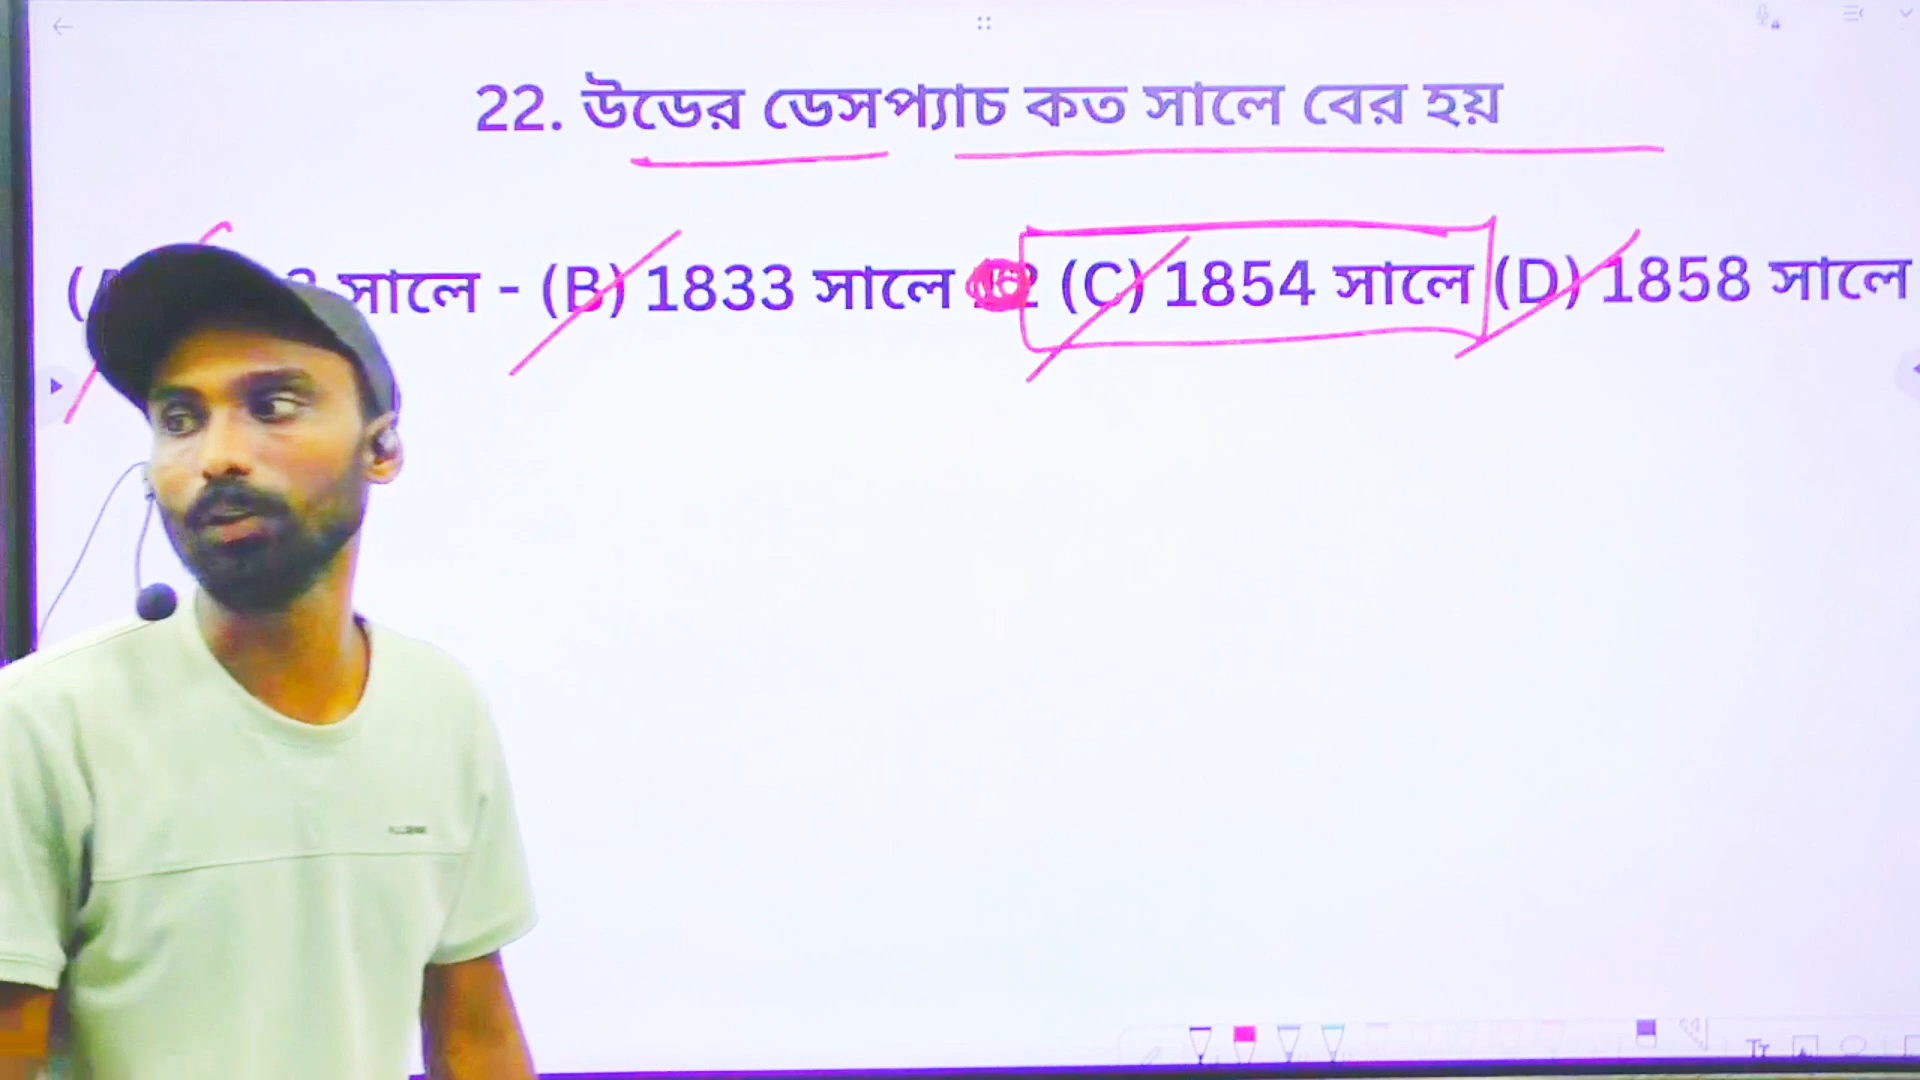 22. উডের ডেসপ্যাচ কত সালে বের হয়
সালে - (B) 1833 সালে (C) 1854 সালে (D) 1858 সালে